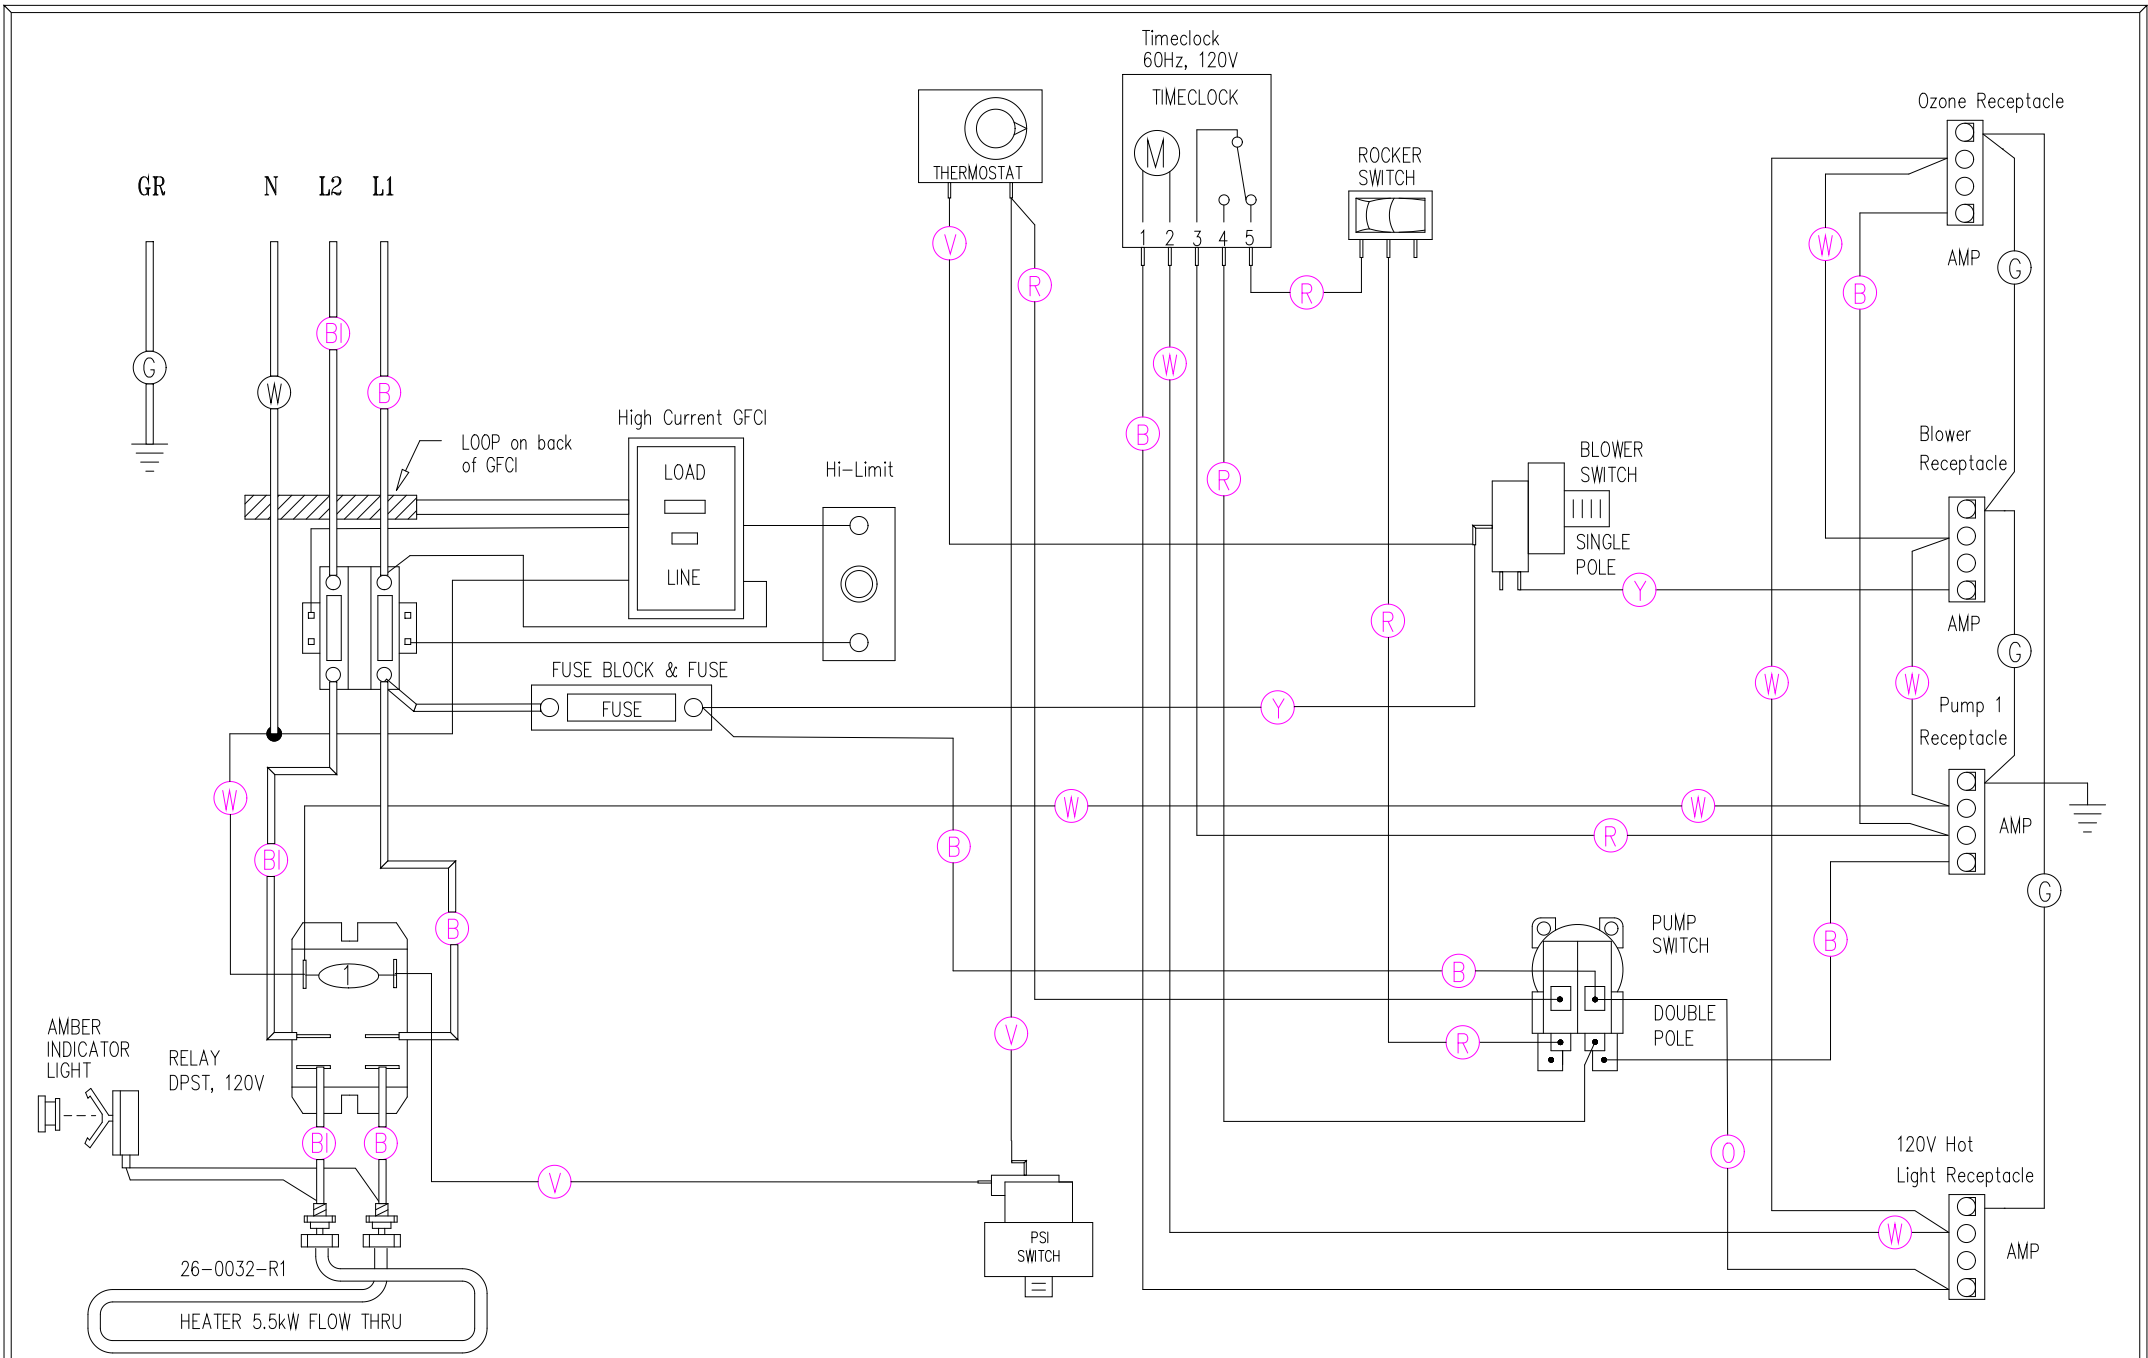 Timeclock
60Hz, 120V
TIMECLOCK
M
1 2 3 4 5
THERMOSTAT
ROCKER
SWITCH
Ozone Receptacle
AMP
GR N L2 L1
V
R
R
W
B
G
Bl
G
W
B
W
B
R
High Current GFCI
LOOP on back
of GFCI
LOAD
LINE
Hi-Limit
BLOWER
SWITCH
SINGLE
POLE
Y
Blower
Receptacle
AMP
G
R
FUSE BLOCK & FUSE
FUSE
Y
W
W
Pump 1
Receptacle
AMP
W
W
W
R
B
Bl
B
G
B
B
R
PUMP
SWITCH
DOUBLE
POLE
1
AMBER
INDICATOR
LIGHT
RELAY
DPST, 120V
V
Bl
B
V
O
120V Hot
Light Receptacle
W
AMP
PSI
SWITCH
26-0032-R1
HEATER 5.5kW FLOW THRU